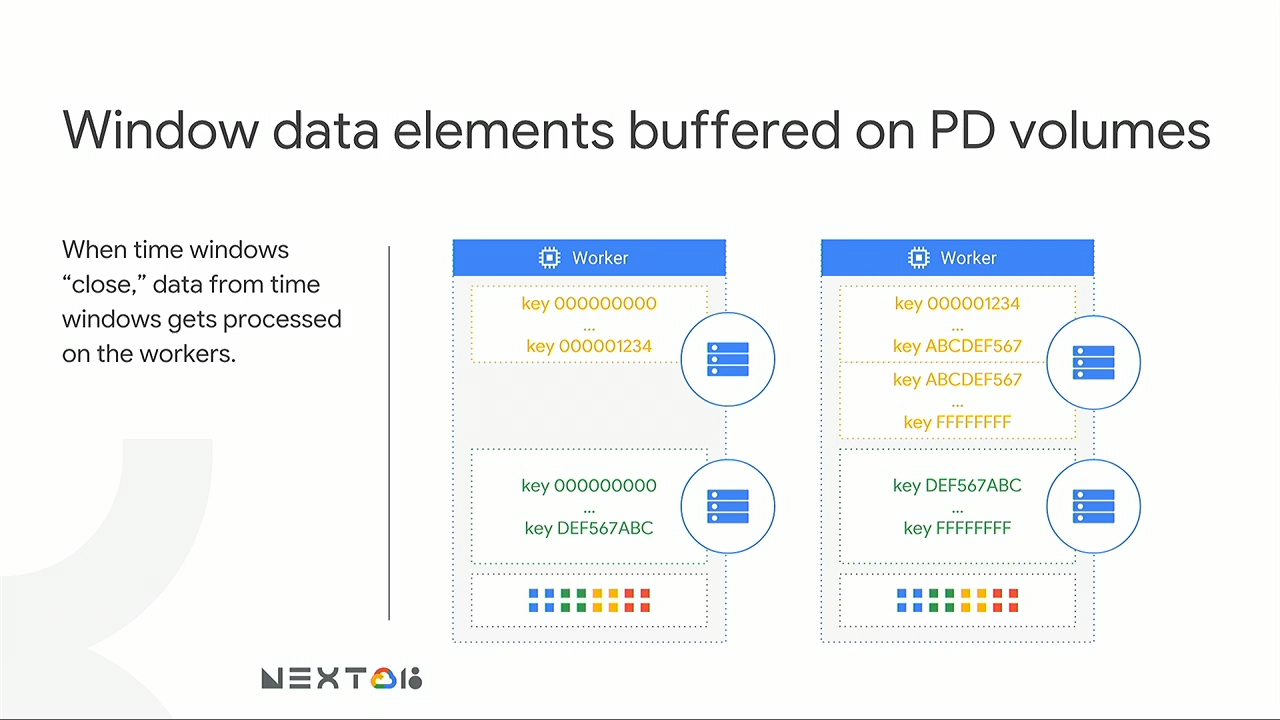 Window data elements buffered on PD volumes
When time windows
“close,” data from time
windows gets processed
on the workers.
Worker
key 000000000
...
key 000001234
key 000000000
...
key DEF567ABC
Worker
key 000001234
...
key ABCDEF567
key ABCDEF567
...
key FFFFFFFF
key DEF567ABC
...
key FFFFFFFF
NEXT 18